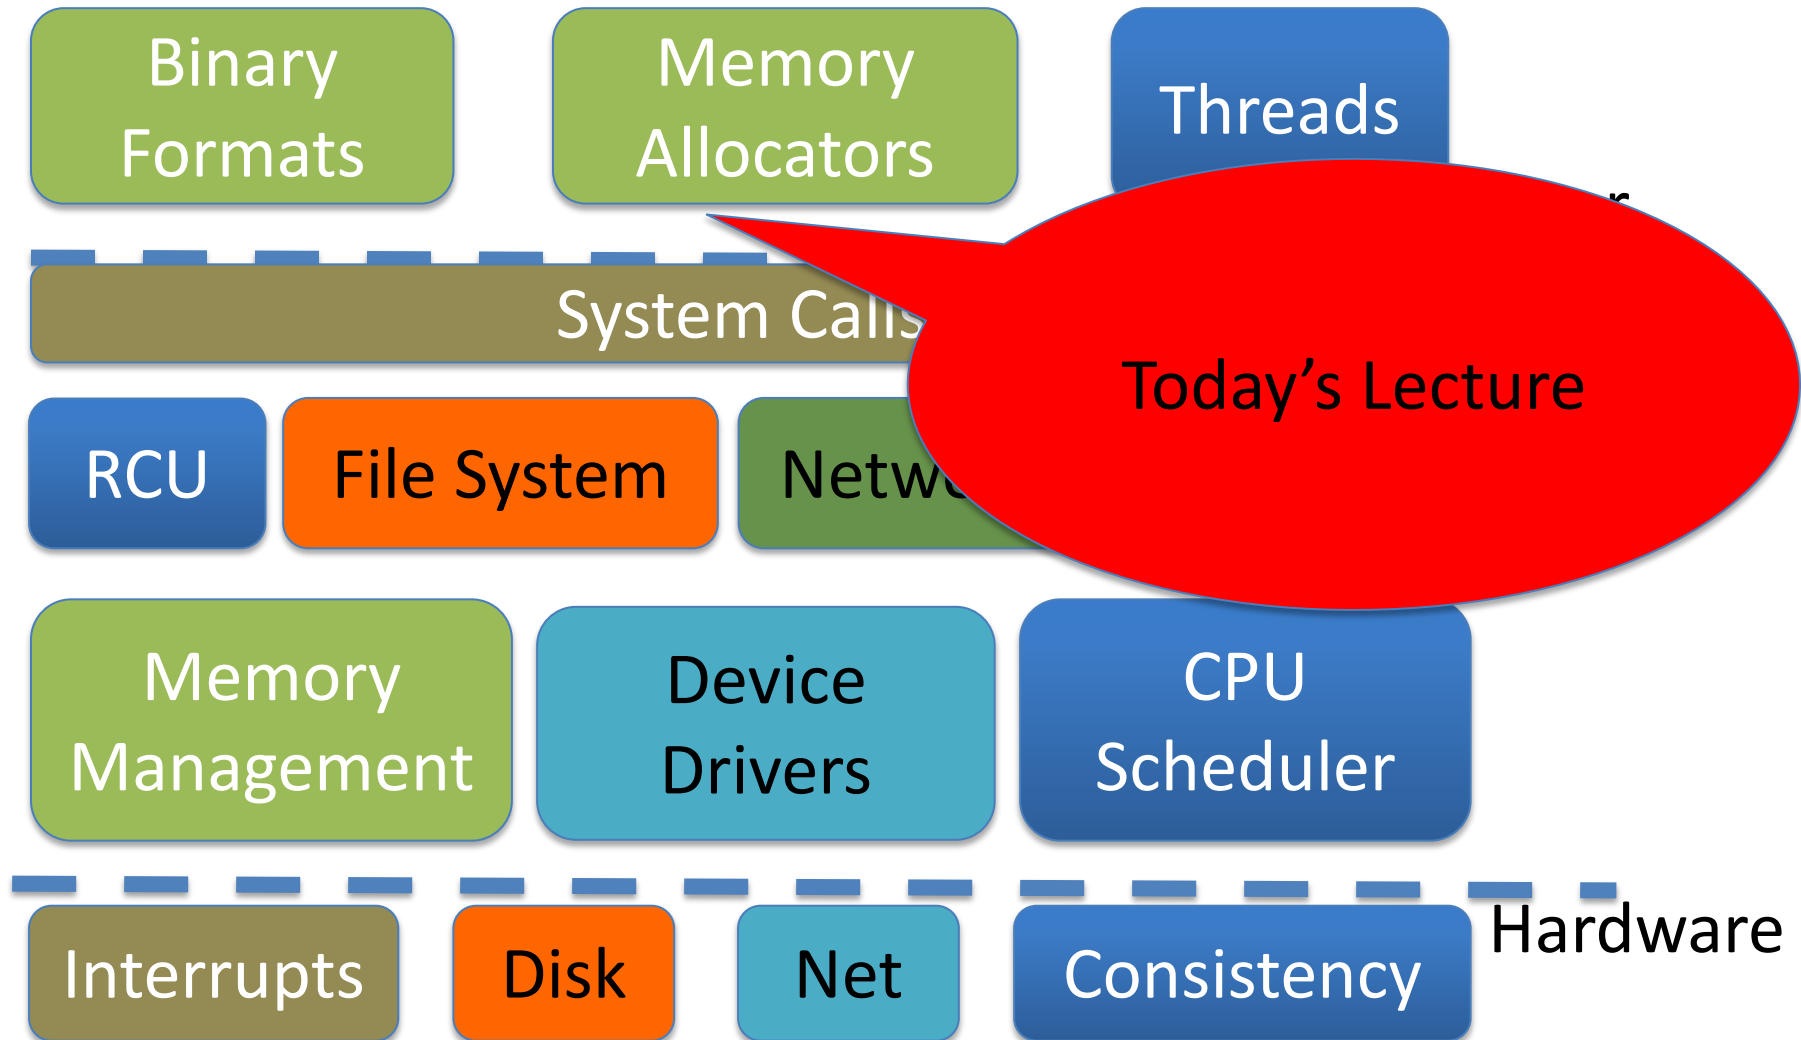 Binary
Formats
Memory
Allocators
Threads
System Calls
Today’s Lecture
RCU
File System
Memory
Management
Device
Drivers
CPU
Scheduler
Hardware
Interrupts
Disk
Net
Consistency